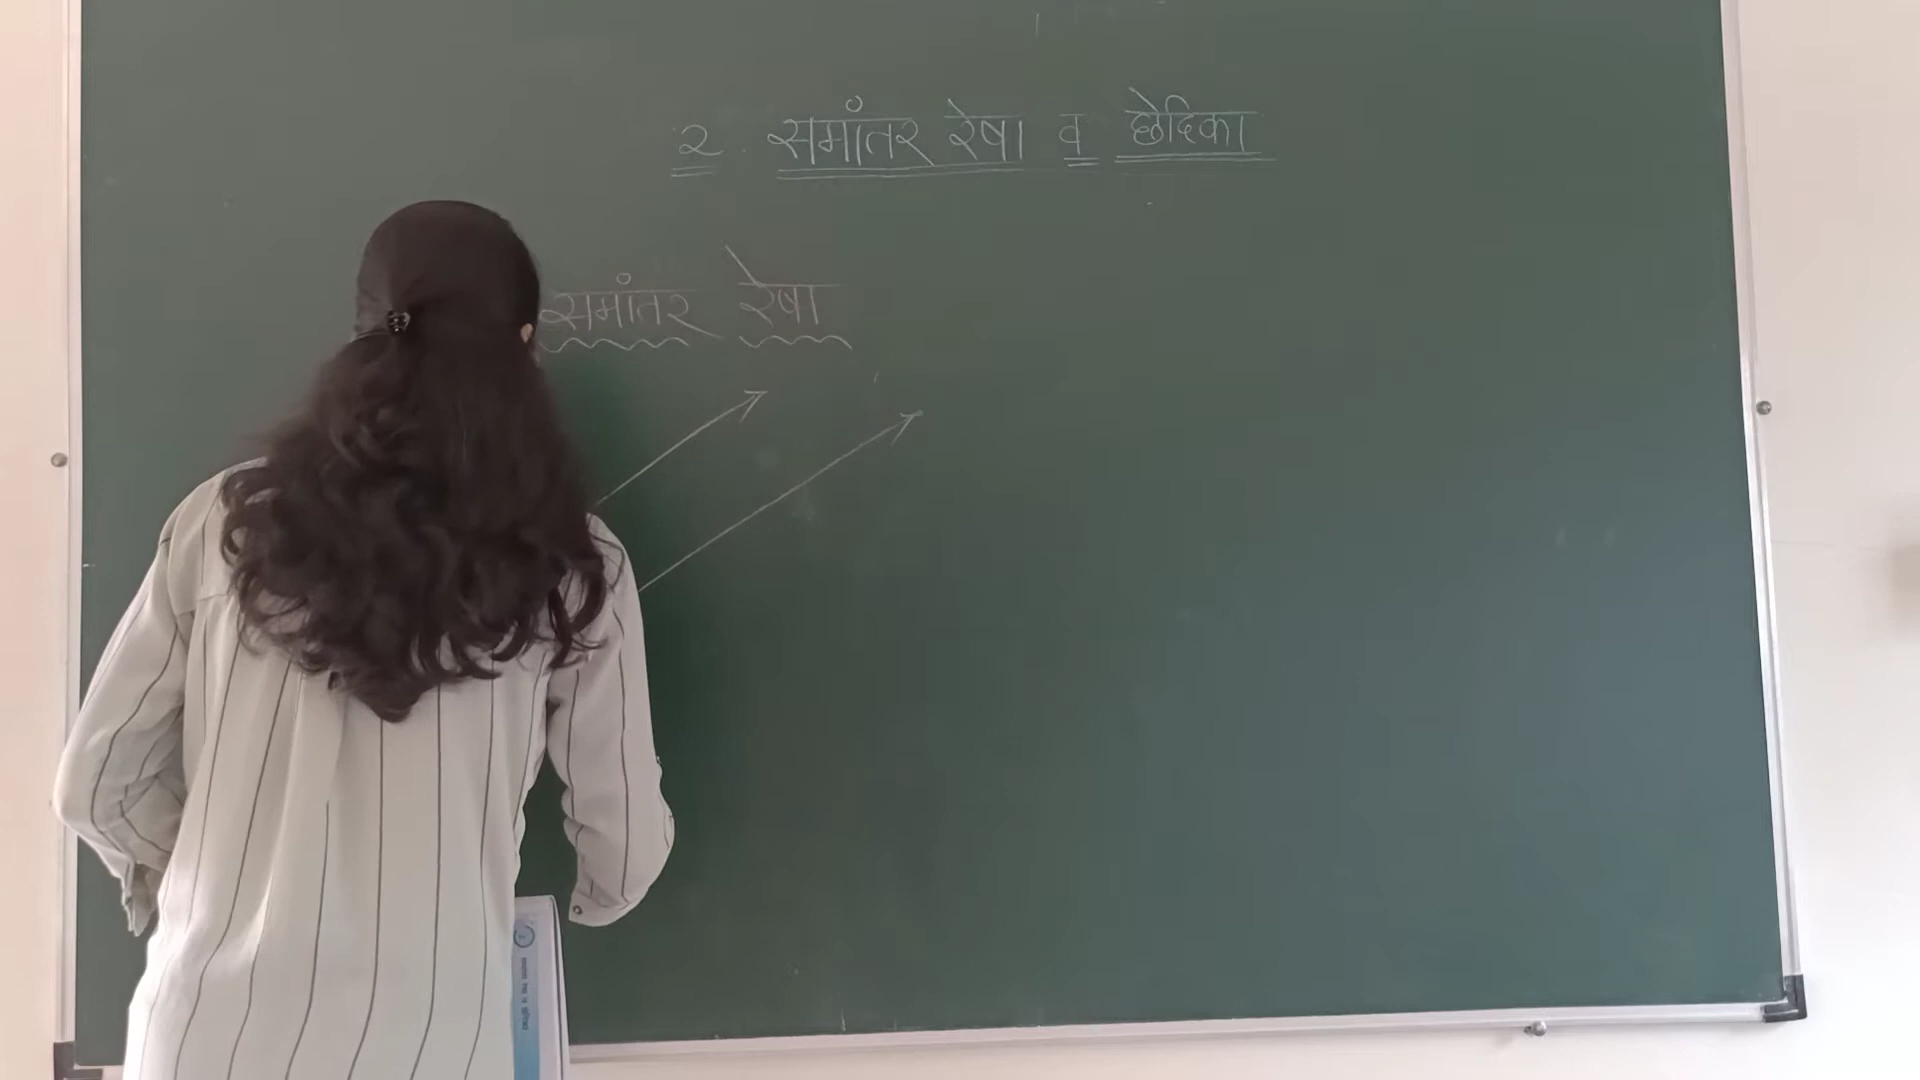 २. समांतर रेषा व छेदिका
समांतर रेषा